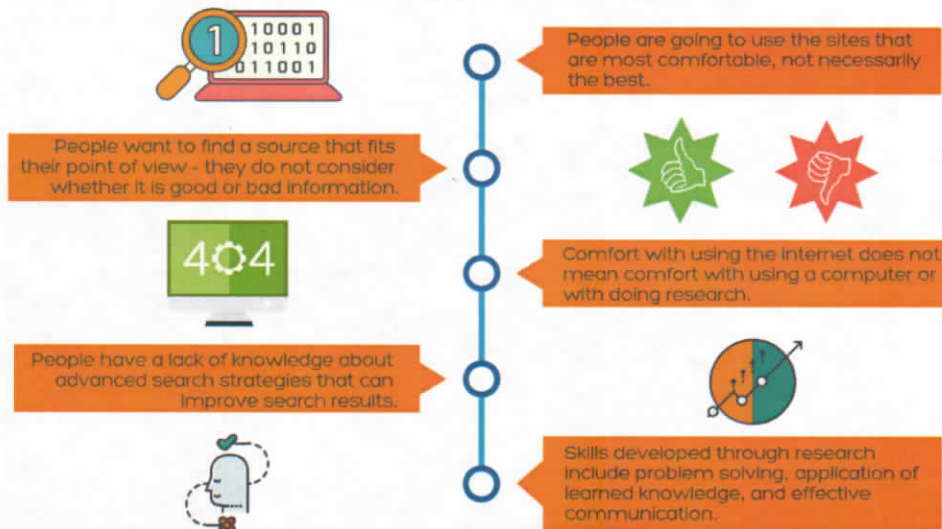 1
10001
10110
011001
People are going to use the sites that
are most comfortable, not necessarily
the best.
People want to find a source that fits
their point of view - they do not consider
whether it is good or bad information.
404
Comfort with using the internet does not
mean comfort with using a computer or
with doing research.
People have a lack of knowledge about
advanced search strategies that can
improve search results.
Skills developed through research
include problem solving, application of
learned knowledge, and effective
communication.